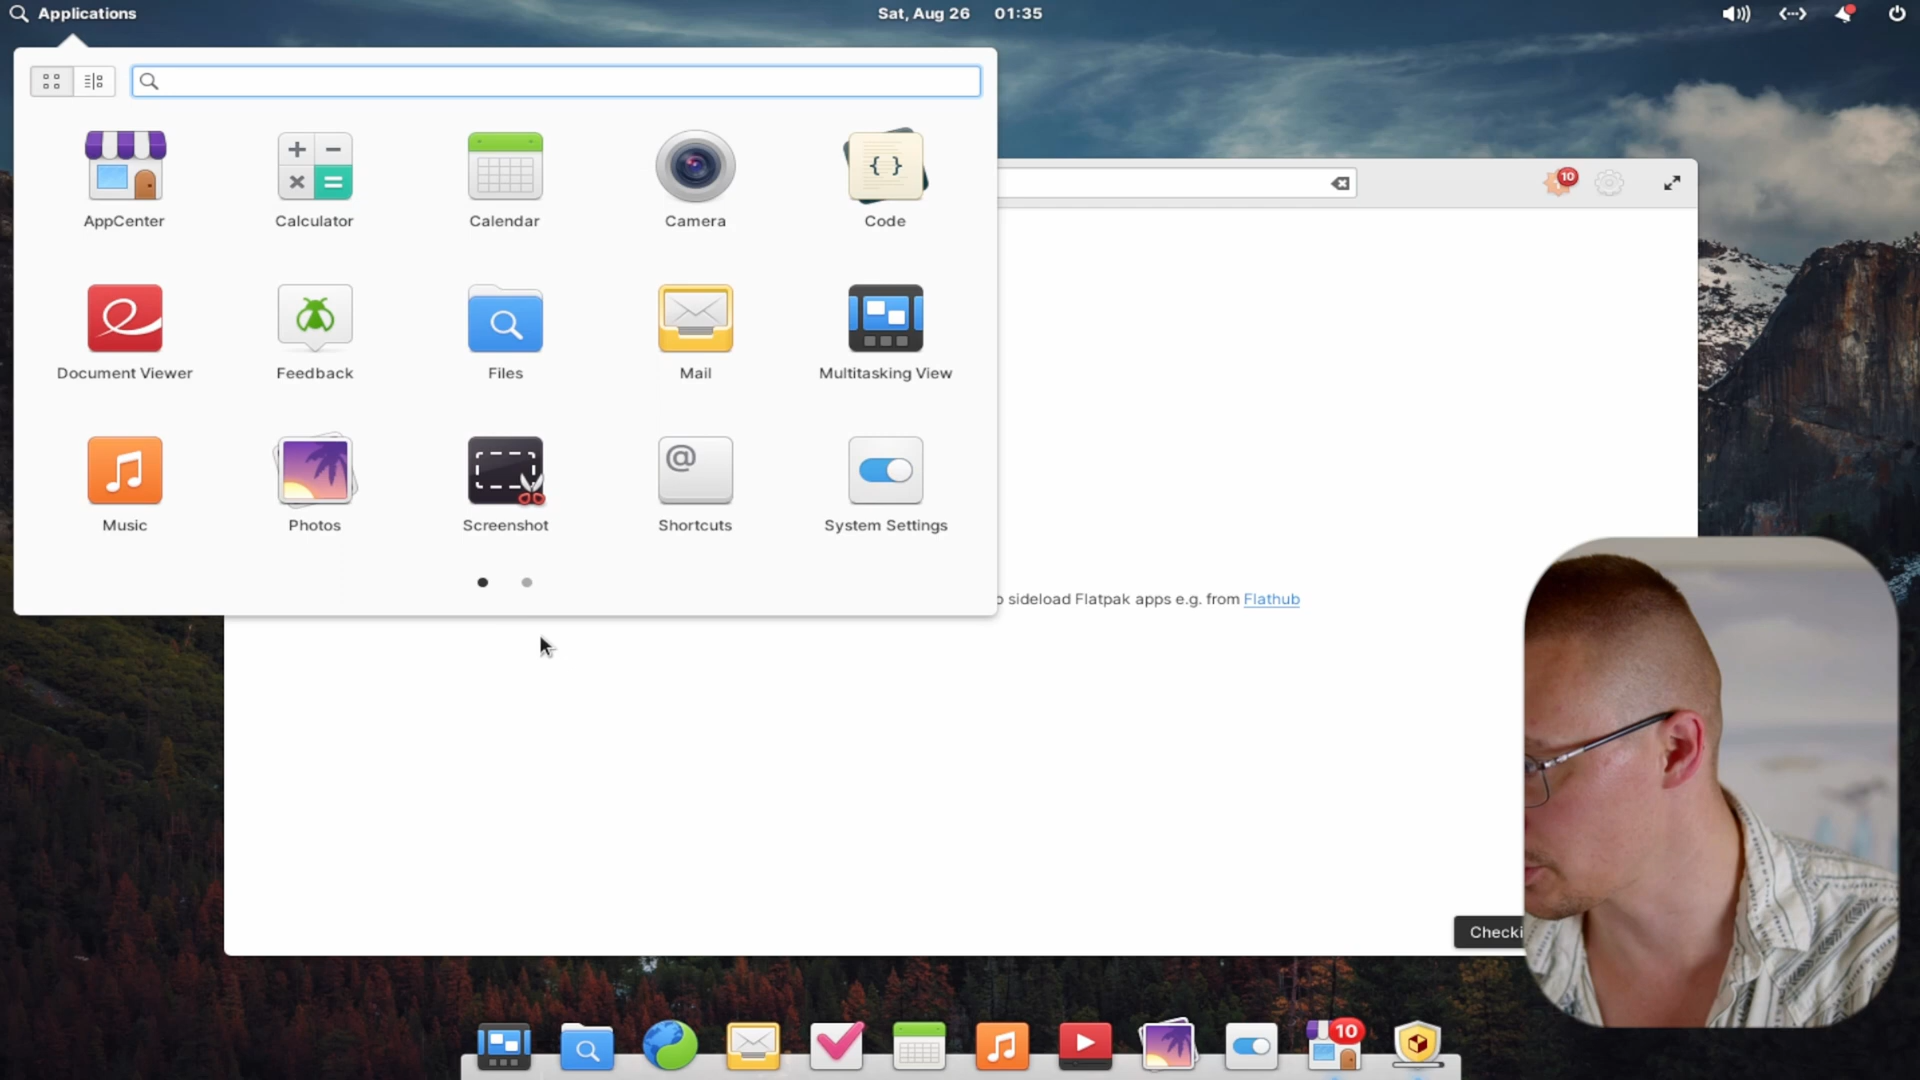 Applications
Sat, Aug 26 01:35
AppCenter
Calculator
Calendar
Camera
{ }
Code
10
Document Viewer
Feedback
Files
Mail
Multitasking View
Music
Photos
Screenshot
@
Shortcuts
System Settings
sideload Flatpak apps e.g. from Flathub
Checki
10